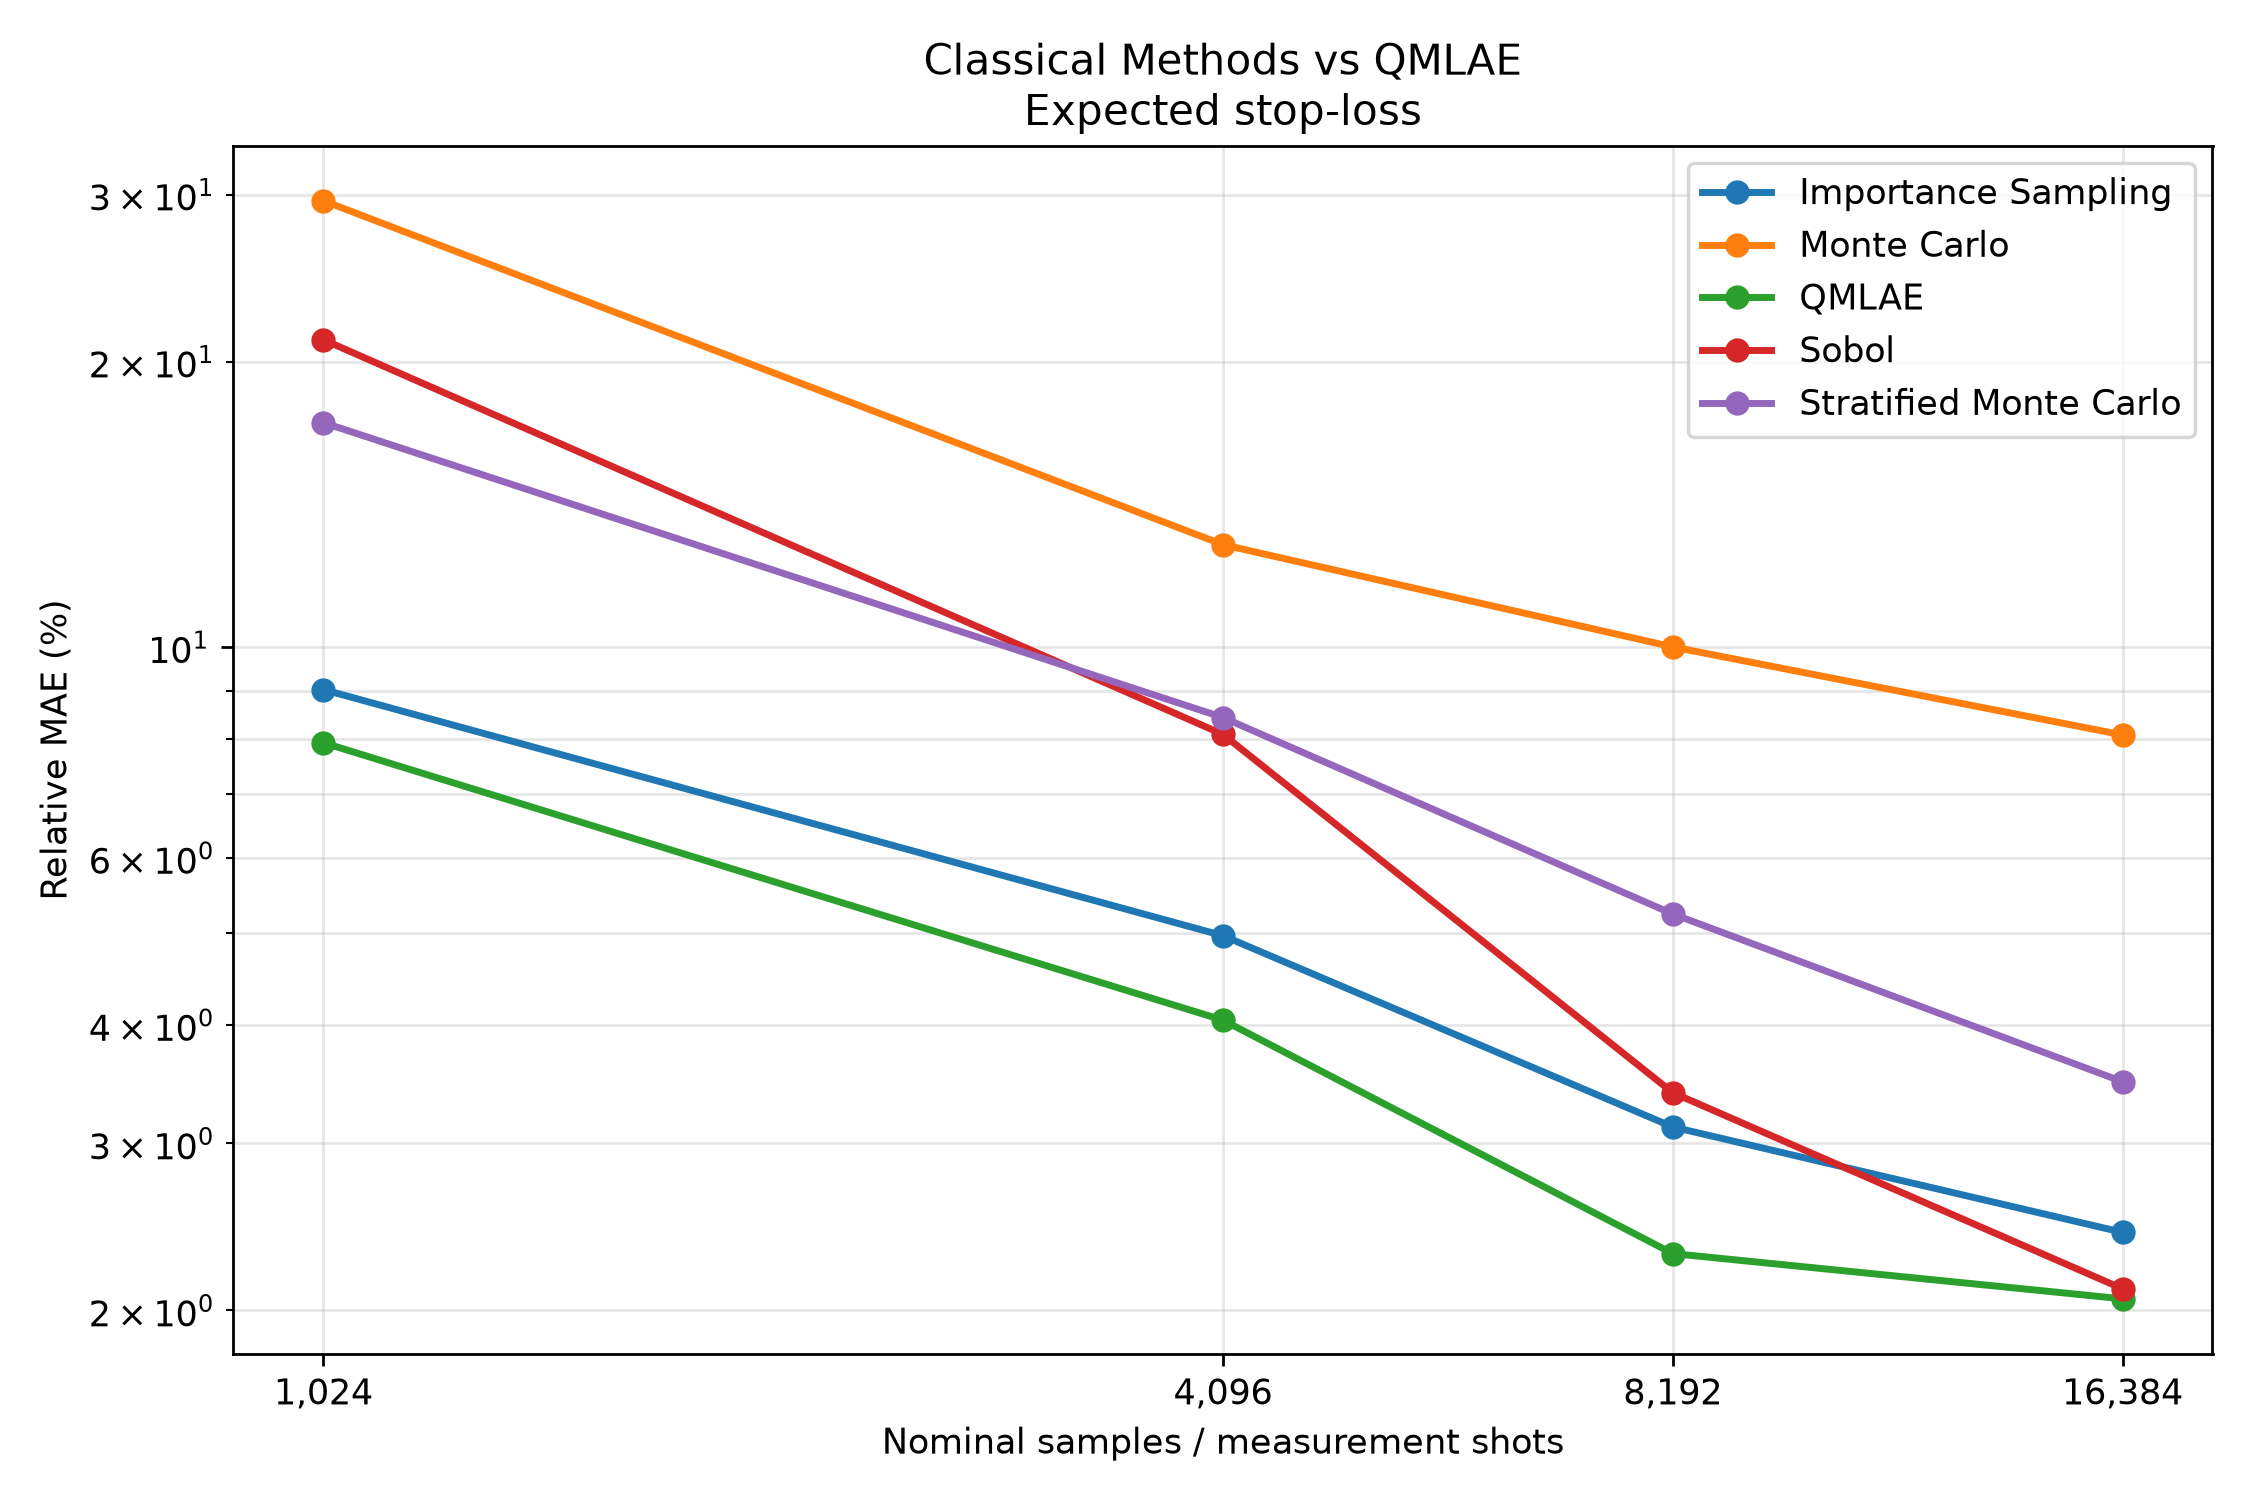 Classical Methods vs QMLAE
Expected stop-loss
Importance Sampling
Monte Carlo
QMLAE
Sobol
Stratified Monte Carlo
Relative MAE (%)
3 × 10¹
2 × 10¹
10¹
6 × 10⁰
4 × 10⁰
3 × 10⁰
2 × 10⁰
1,024 4,096 8,192 16,384
Nominal samples / measurement shots